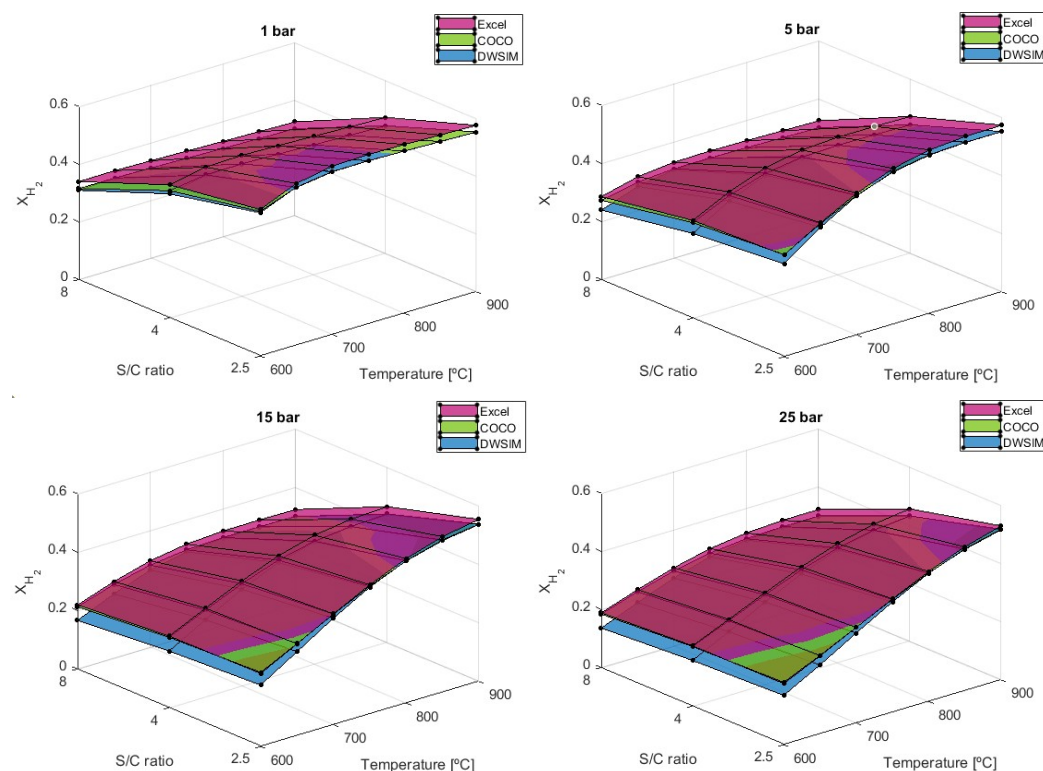 1 bar
Excel
COCO
DWSIM
0.6
0.4
0.2
0
X_H2
8
4
2.5
S/C ratio
600
700
800
900
Temperature [ºC]
5 bar
Excel
COCO
DWSIM
0.6
0.4
0.2
0
X_H2
8
4
2.5
S/C ratio
600
700
800
900
Temperature [ºC]
15 bar
Excel
COCO
DWSIM
0.6
0.4
0.2
0
X_H2
8
4
2.5
S/C ratio
600
700
800
900
Temperature [ºC]
25 bar
Excel
COCO
DWSIM
0.6
0.4
0.2
0
X_H2
8
4
2.5
S/C ratio
600
700
800
900
Temperature [ºC]